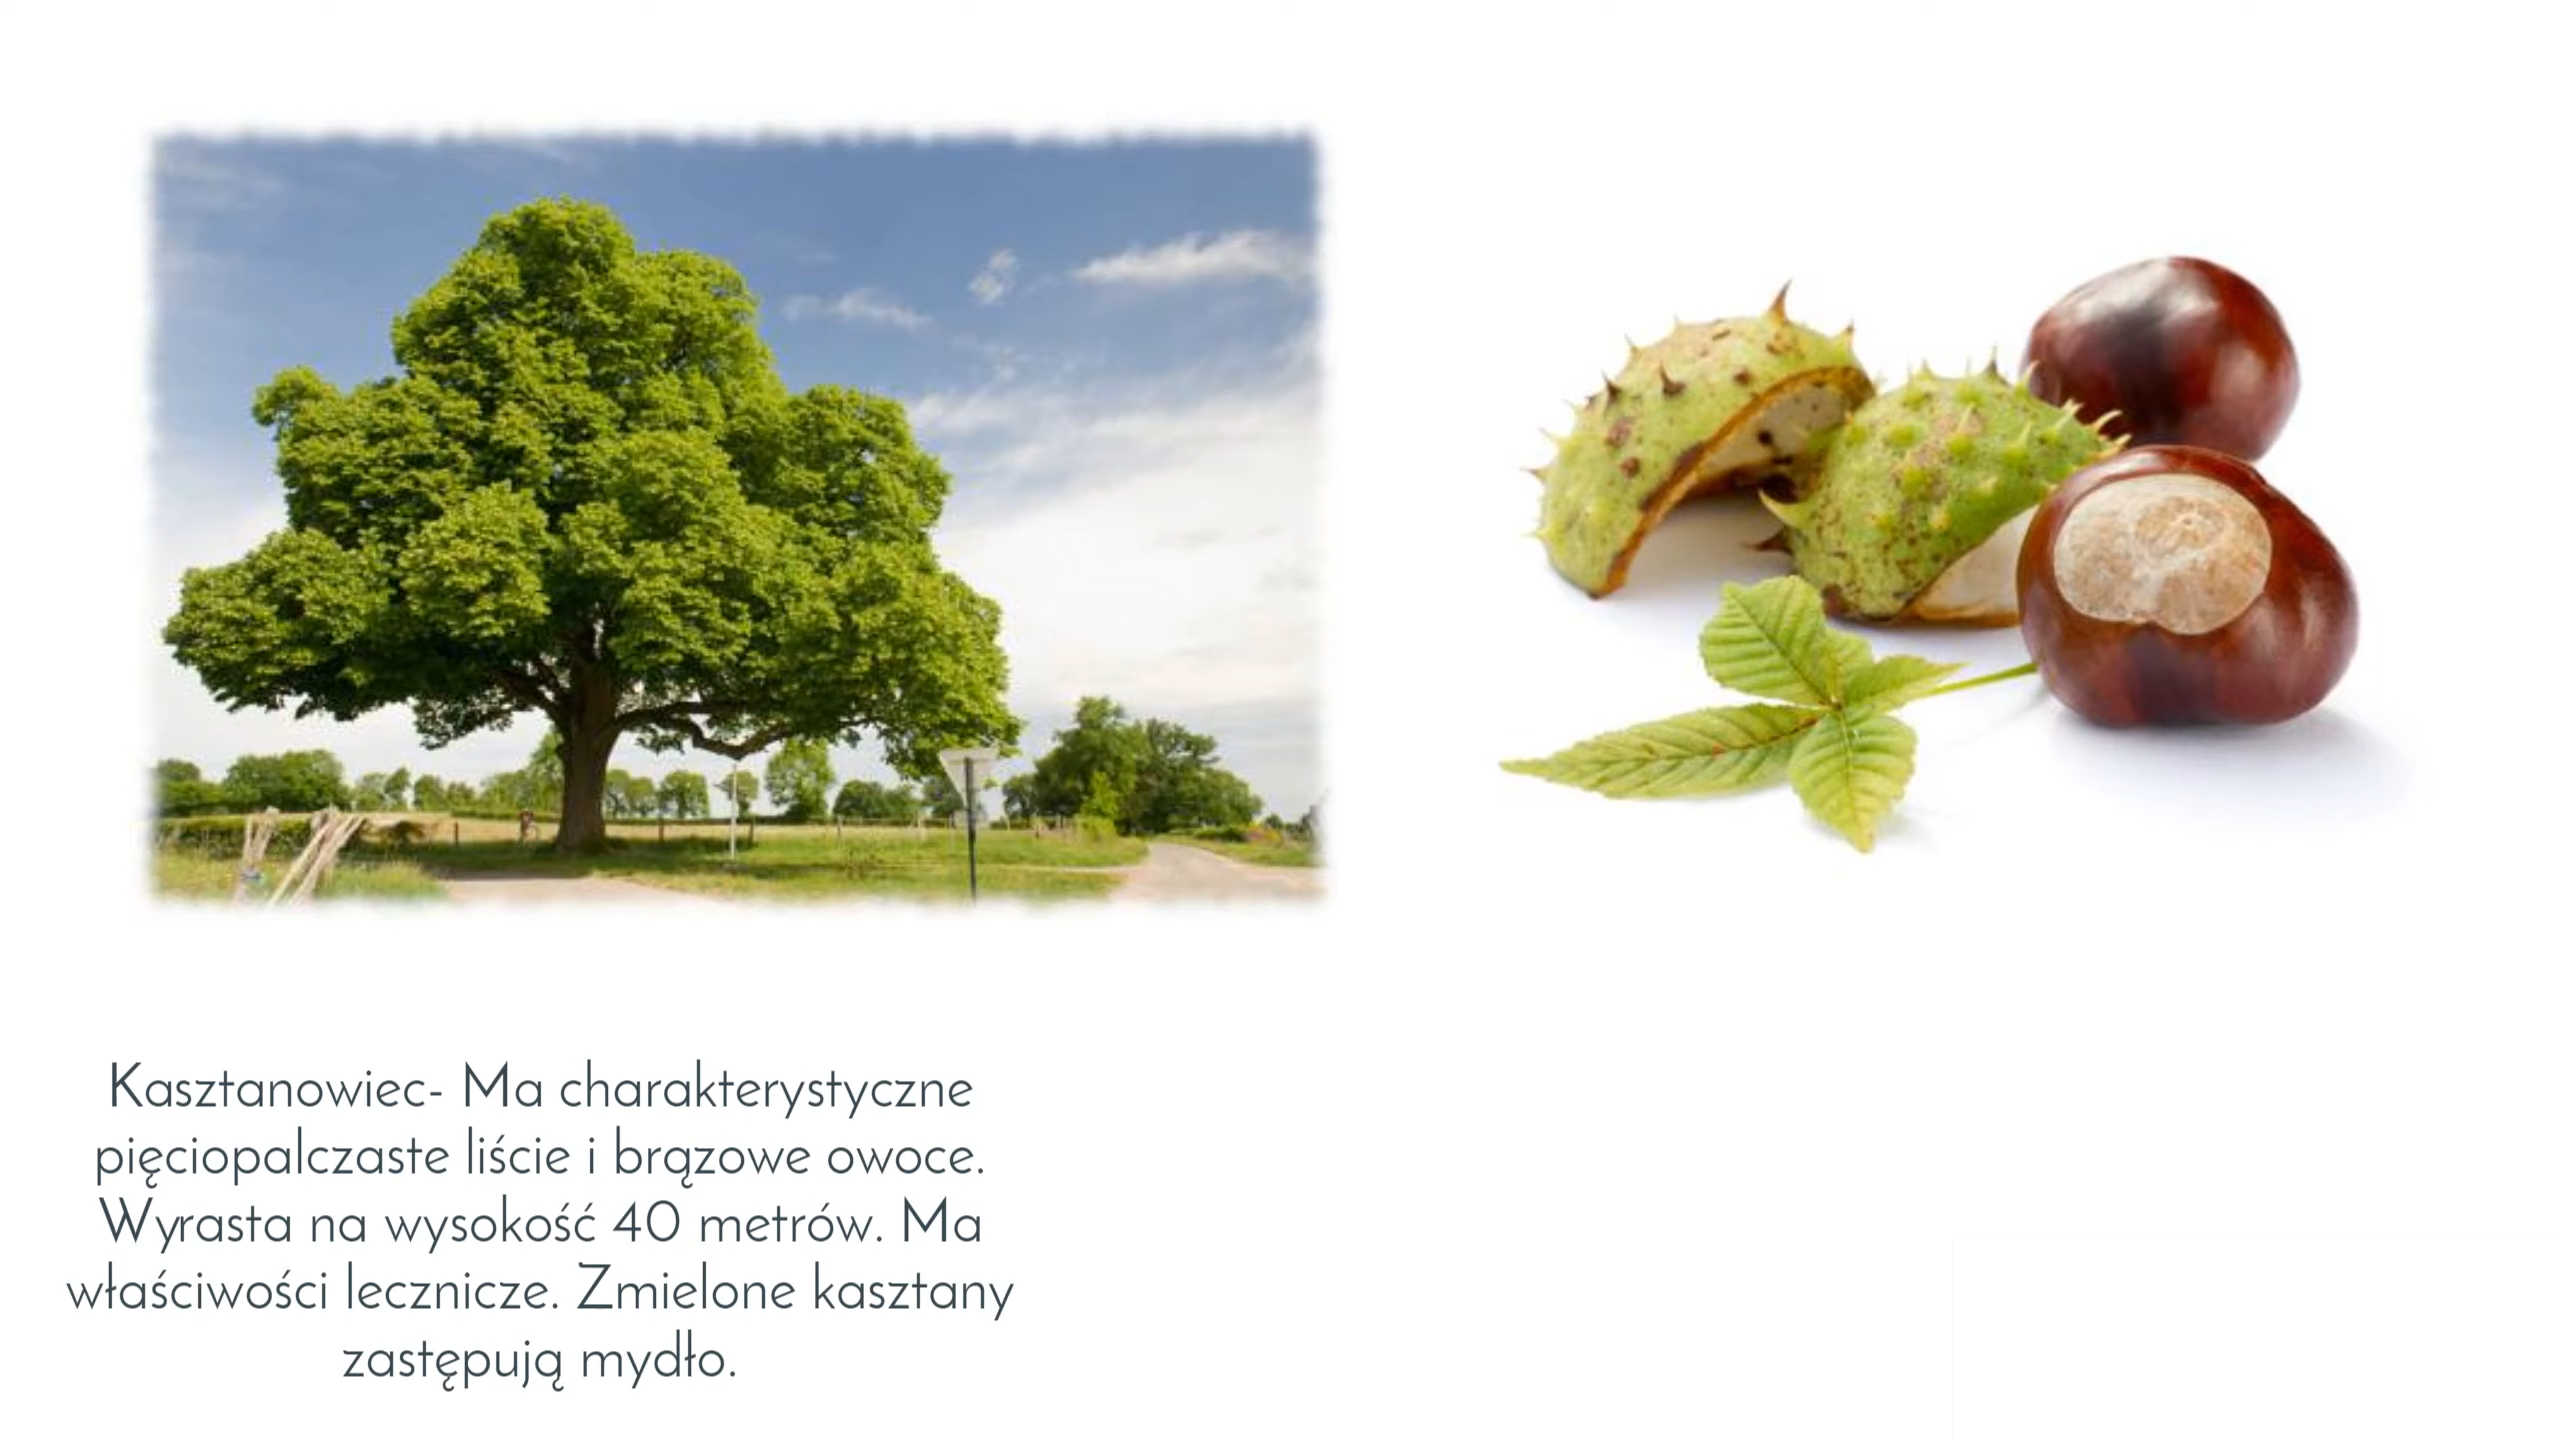 Kasztanowiec- Ma charakterystyczne
pięciopalczaste liście i brązowe owoce.
Wyrasta na wysokość 40 metrów. Ma
właściwości lecznicze. Zmielone kasztany
zastępują mydło.